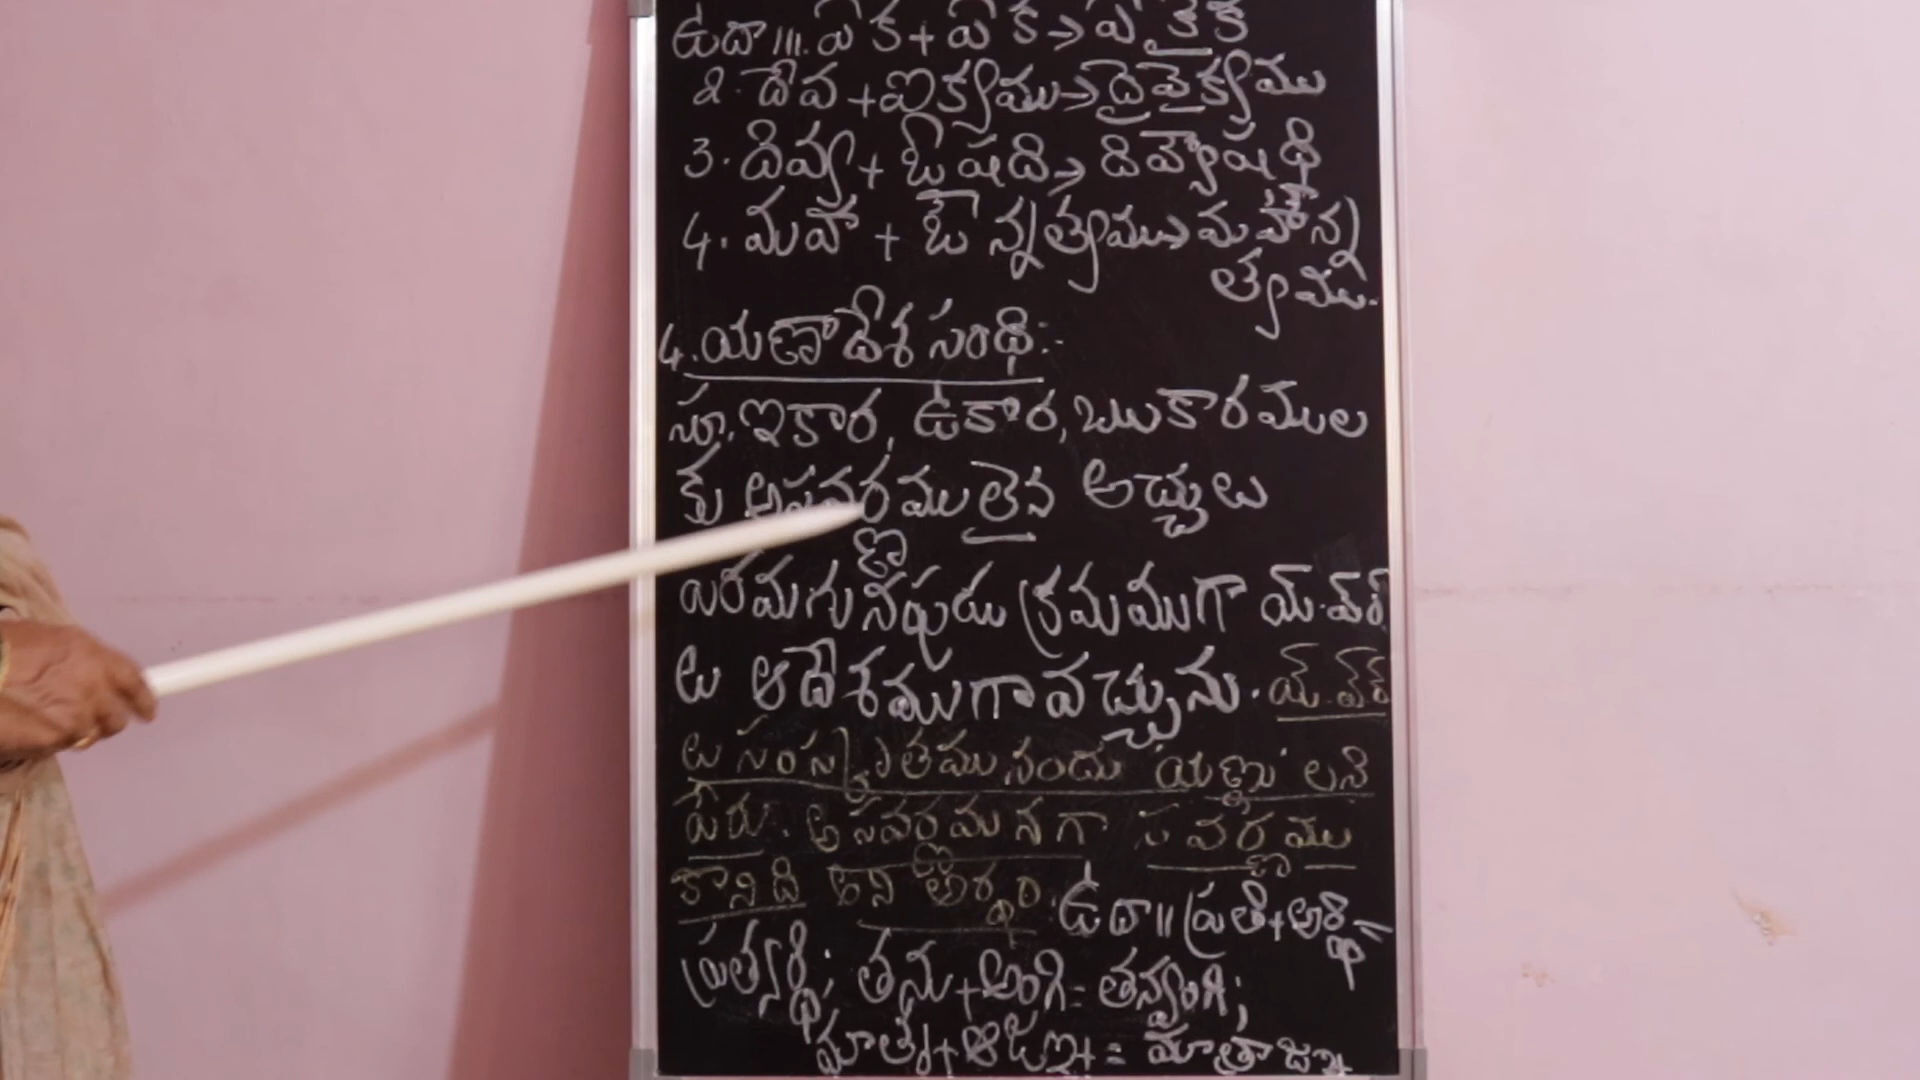 ఉదా॥1. ఏక+ఏక→ఏకైక
2. దేవ+ఐక్యము→దైవైక్యము
3. దివ్య+ఓషది→దివ్యౌషధి
4. మహా + ఔన్నత్యము→మహౌన్న
త్యము.
4. యణాదేశ సంధి:-
సూ. ఇకార, ఉకార, ఋకారముల
కు అసవర్ణములైన అచ్చులు
పరమగునపుడు క్రమముగా య్.వ్.ర్
లు ఆదేశముగావచ్చును. య్.వ్.ర్
లు సంస్కృతమునందు 'యణ్ణు' లని
పేరు. అసవర్ణమనగా సవర్ణము
కానిది అని అర్థం. ఉదా॥ ప్రతి+అర్థి=
ప్రత్యర్థి; తను+అంగి= తన్వంగి;
మాతృ+ఆజ్ఞ = మాత్రాజ్ఞ